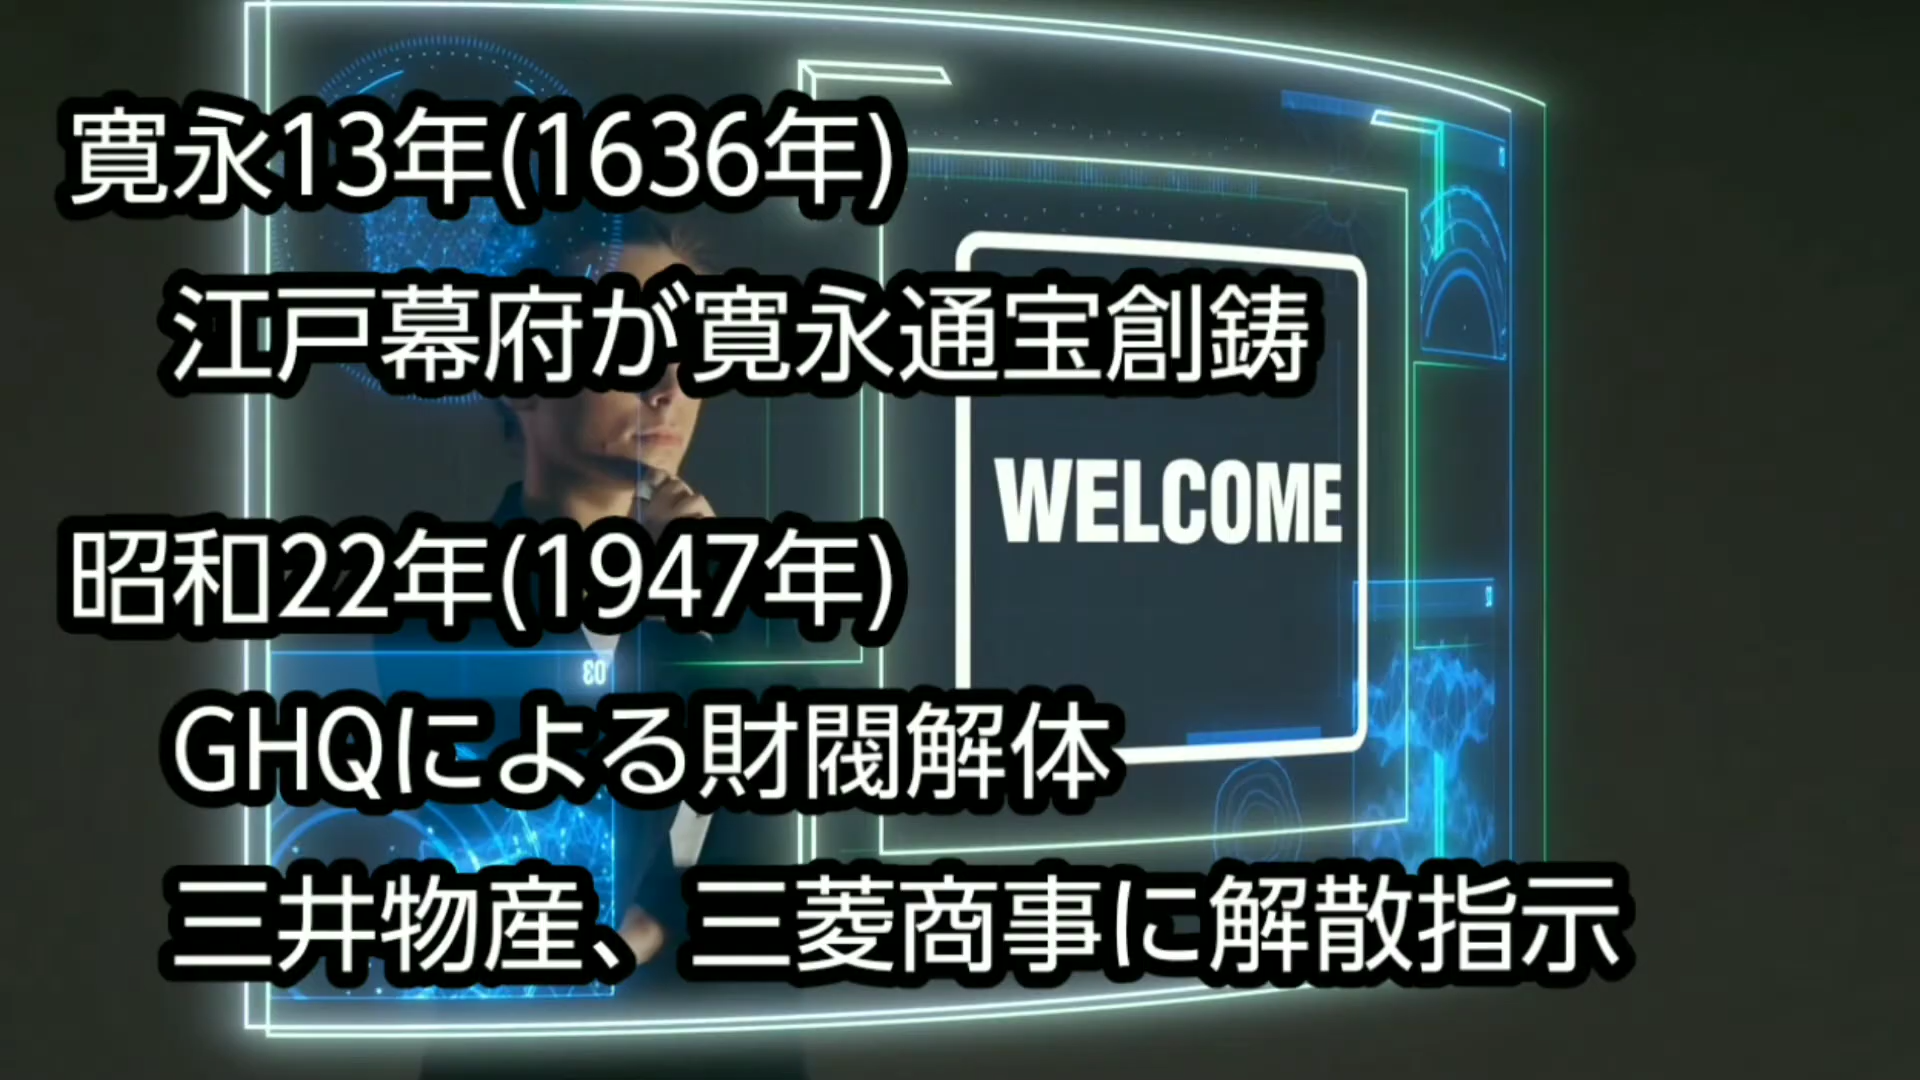 寛永13年(1636年)
江戸幕府が寛永通宝創鋳
WELCOME
昭和22年(1947年)
03
GHQによる財閥解体
三井物産、三菱商事に解散指示